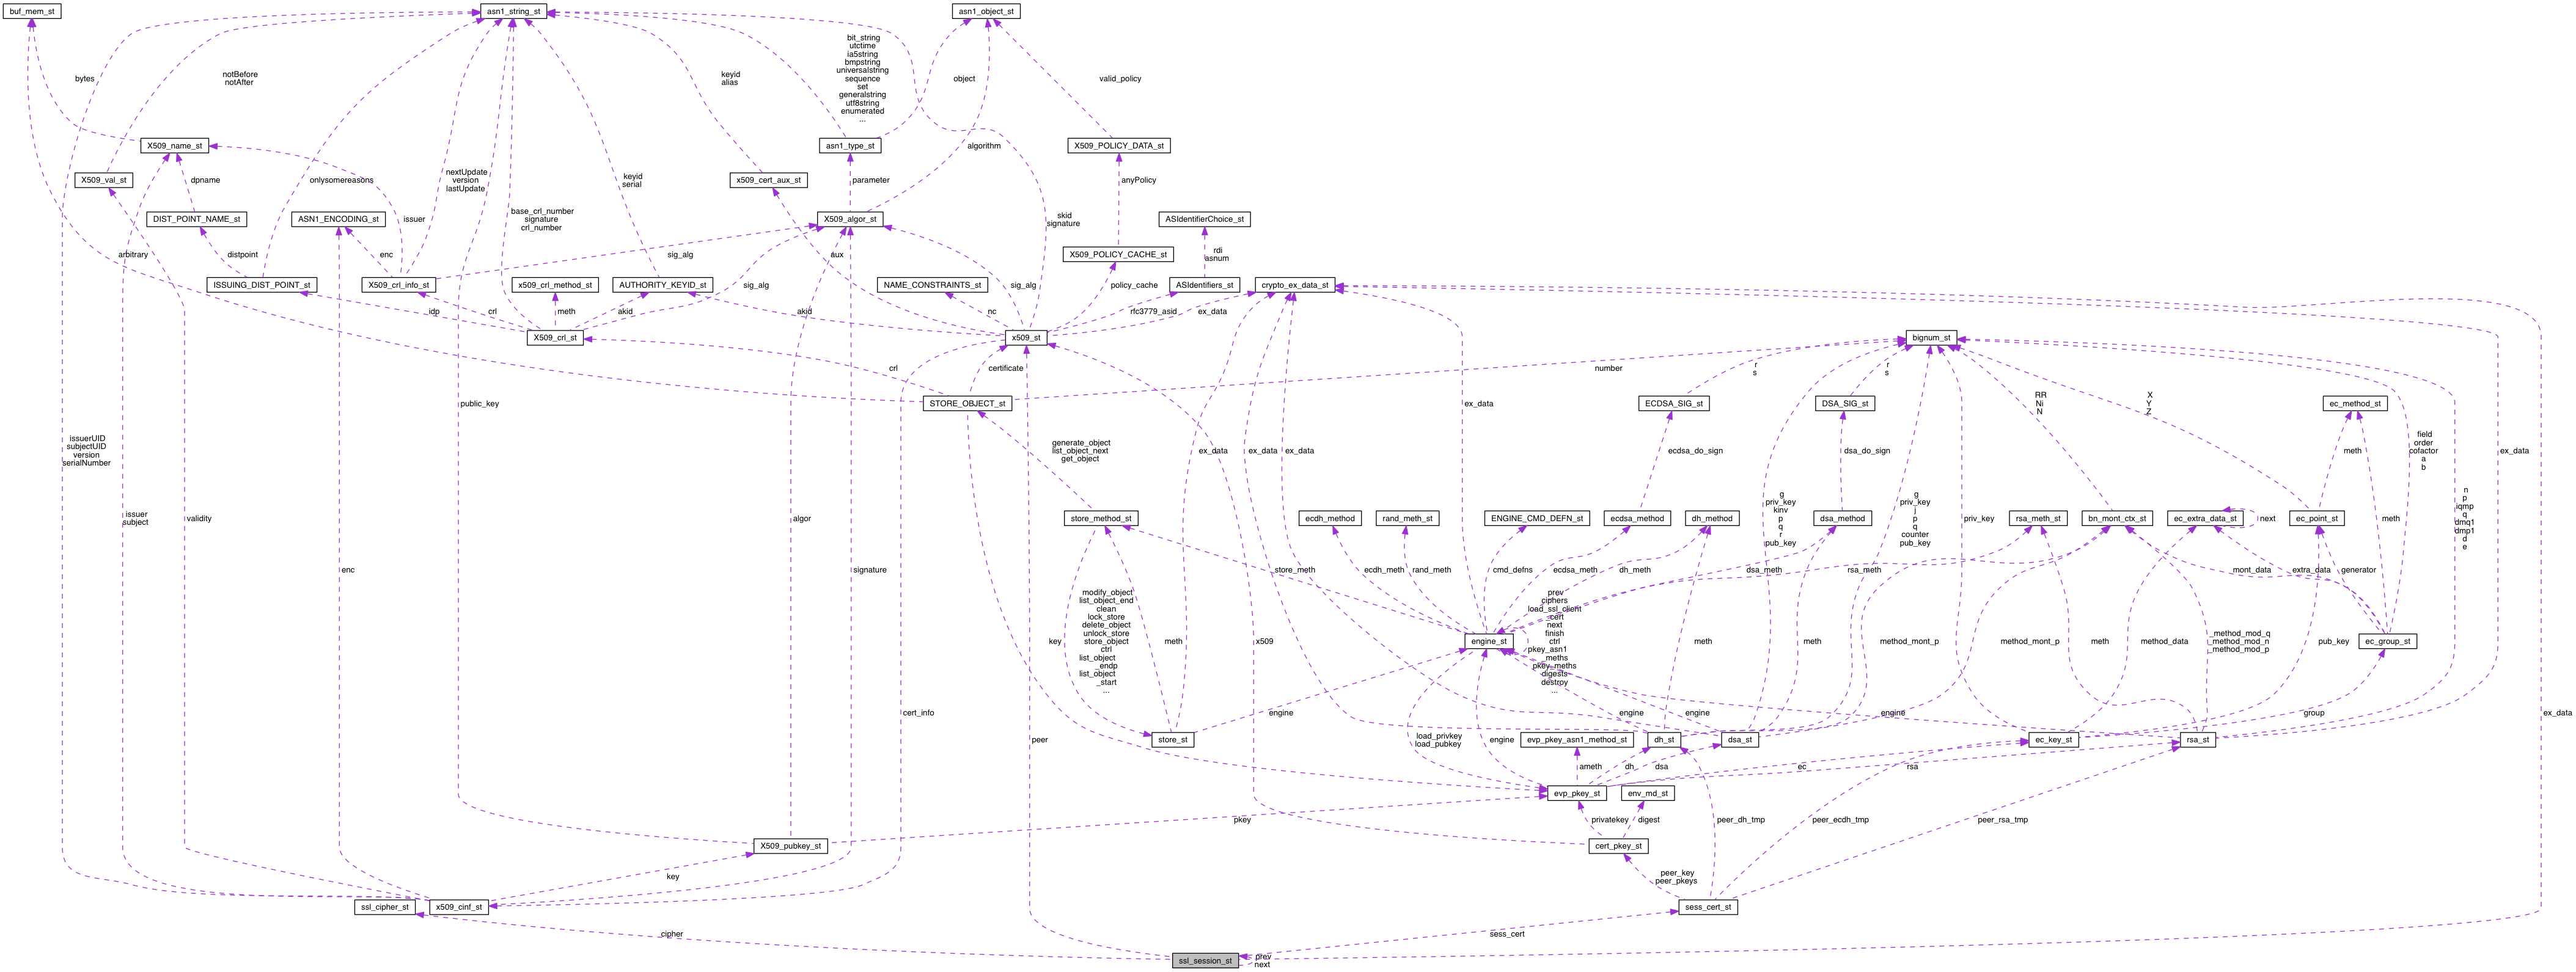 buf_mem_st
asn1_string_st
asn1_object_st
bit_string
utctime
ia5string
bmpstring
universalstring
sequence
set
generalstring
utf8string
enumerated
...
bytes
notBefore
notAfter
keyid
alias
object
valid_policy
X509_name_st
asn1_type_st
algorithm
X509_POLICY_DATA_st
X509_val_st
dpname
onlysomereasons
nextUpdate
version
lastUpdate
keyid
serial
x509_cert_aux_st
parameter
anyPolicy
DIST_POINT_NAME_st
ASN1_ENCODING_st
issuer
base_crl_number
signature
crl_number
X509_algor_st
skid
signature
ASIdentifierChoice_st
arbitrary
distpoint
enc
sig_alg
aux
X509_POLICY_CACHE_st
rdi
asnum
ISSUING_DIST_POINT_st
X509_crl_info_st
x509_crl_method_st
AUTHORITY_KEYID_st
sig_alg
NAME_CONSTRAINTS_st
sig_alg
policy_cache
ASIdentifiers_st
crypto_ex_data_st
idp
crl
meth
akid
akid
nc
rfc3779_asid
ex_data
X509_crl_st
x509_st
bignum_st
crl
certificate
number
r
s
r
s
public_key
STORE_OBJECT_st
ex_data
ECDSA_SIG_st
DSA_SIG_st
RR
Ni
N
X
Y
Z
ec_method_st
issuerUID
subjectUID
version
serialNumber
generate_object
list_object_next
get_object
ex_data
ex_data
ex_data
ecdsa_do_sign
dsa_do_sign
meth
field
order
cofactor
a
b
ex_data
issuer
subject
validity
algor
store_method_st
ecdh_method
rand_meth_st
ENGINE_CMD_DEFN_st
ecdsa_method
dh_method
g
priv_key
kinv
p
q
r
pub_key
dsa_method
g
priv_key
j
p
q
counter
pub_key
priv_key
rsa_meth_st
bn_mont_ctx_st
ec_extra_data_st
next
ec_point_st
meth
n
p
iqmp
q
dmq1
dmp1
d
e
enc
signature
store_meth
ecdh_meth
rand_meth
cmd_defns
ecdsa_meth
dh_meth
dsa_meth
rsa_meth
mont_data
extra_data
generator
modify_object
list_object_end
clean
lock_store
delete_object
unlock_store
store_object
ctrl
list_object
_endp
list_object
_start
...
key
meth
x509
engine_st
prev
ciphers
load_ssl_client
_cert
next
finish
ctrl
pkey_asn1
_meths
pkey_meths
digests
destroy
...
meth
meth
method_mont_p
method_mont_p
meth
method_data
_method_mod_q
_method_mod_n
_method_mod_p
pub_key
ec_group_st
cert_info
engine
engine
engine
engine
group
ex_data
peer
store_st
load_privkey
load_pubkey
engine
evp_pkey_asn1_method_st
dh_st
dsa_st
ec_key_st
rsa_st
ameth
dh
dsa
ec
rsa
evp_pkey_st
env_md_st
pkey
privatekey
digest
peer_dh_tmp
peer_ecdh_tmp
peer_rsa_tmp
X509_pubkey_st
cert_pkey_st
key
peer_key
peer_pkeys
ssl_cipher_st
x509_cinf_st
sess_cert_st
cipher
sess_cert
ssl_session_st
prev
next